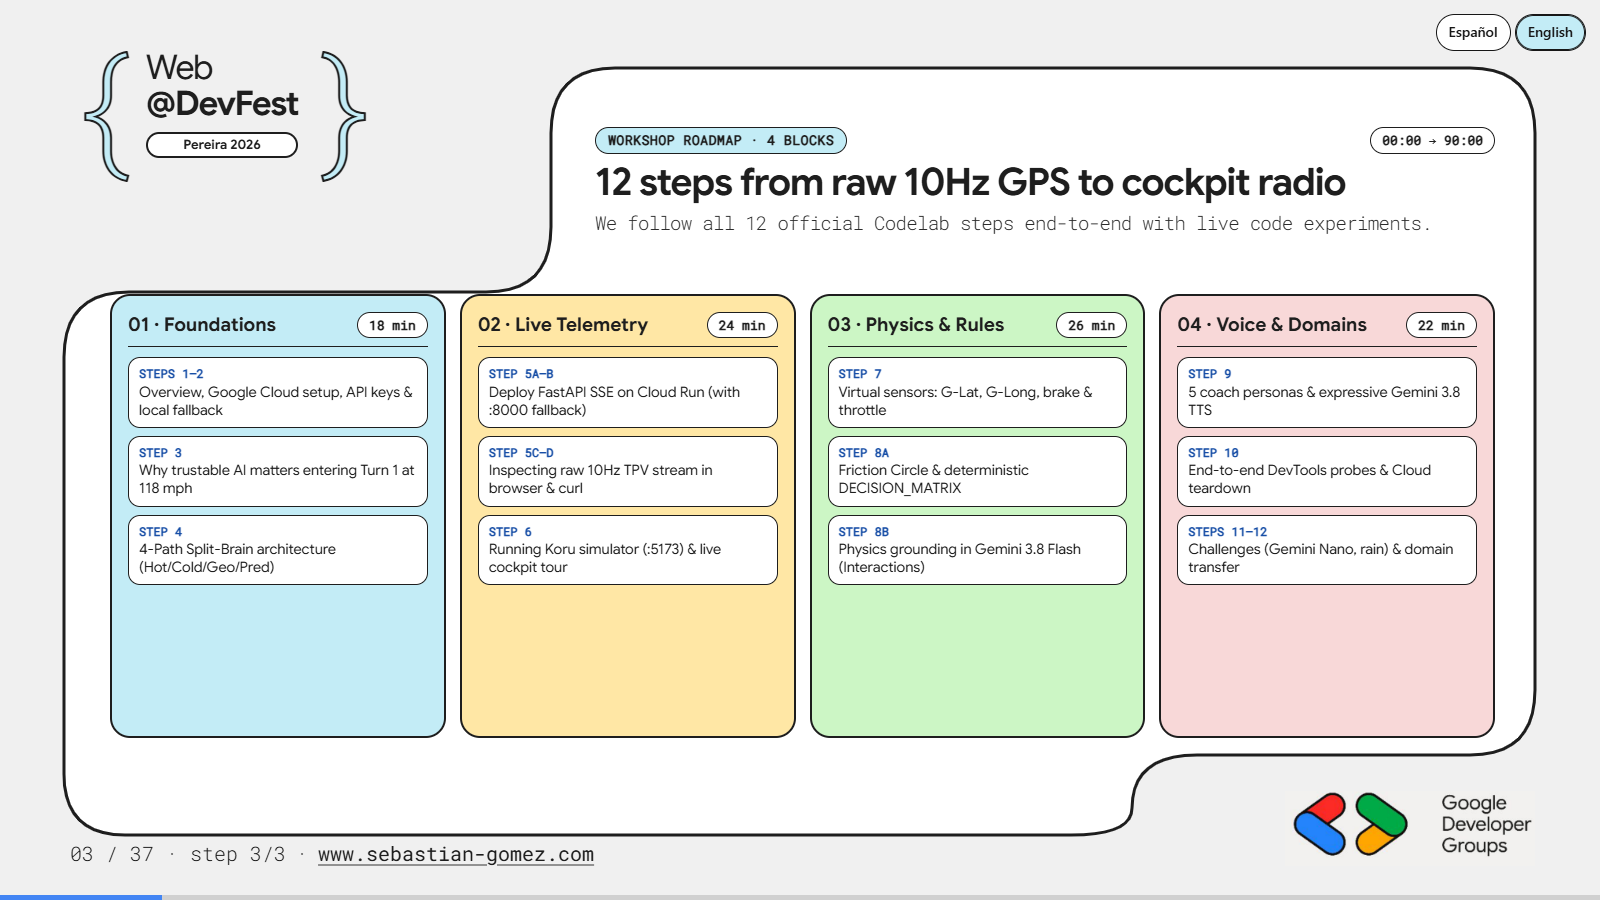 Español
English
Web
@DevFest
Pereira 2026
WORKSHOP ROADMAP · 4 BLOCKS
00:00 → 90:00
12 steps from raw 10Hz GPS to cockpit radio
We follow all 12 official Codelab steps end-to-end with live code experiments.
01 · Foundations
18 min
STEPS 1–2
Overview, Google Cloud setup, API keys &
local fallback
STEP 3
Why trustable AI matters entering Turn 1 at
118 mph
STEP 4
4-Path Split-Brain architecture
(Hot/Cold/Geo/Pred)
02 · Live Telemetry
24 min
STEP 5A–B
Deploy FastAPI SSE on Cloud Run (with
:8000 fallback)
STEP 5C–D
Inspecting raw 10Hz TPV stream in
browser & curl
STEP 6
Running Koru simulator (:5173) & live
cockpit tour
03 · Physics & Rules
26 min
STEP 7
Virtual sensors: G-Lat, G-Long, brake &
throttle
STEP 8A
Friction Circle & deterministic
DECISION_MATRIX
STEP 8B
Physics grounding in Gemini 3.8 Flash
(Interactions)
04 · Voice & Domains
22 min
STEP 9
5 coach personas & expressive Gemini 3.8
TTS
STEP 10
End-to-end DevTools probes & Cloud
teardown
STEPS 11–12
Challenges (Gemini Nano, rain) & domain
transfer
03 / 37 · step 3/3 · www.sebastian-gomez.com
Google
Developer
Groups